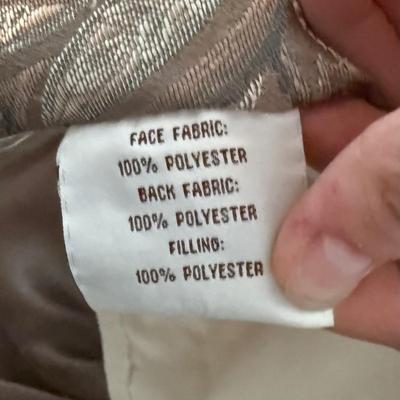 FACE FABRIC:
100% POLYESTER
BACK FABRIC:
100% POLYESTER
FILLING:
100% POLYESTER